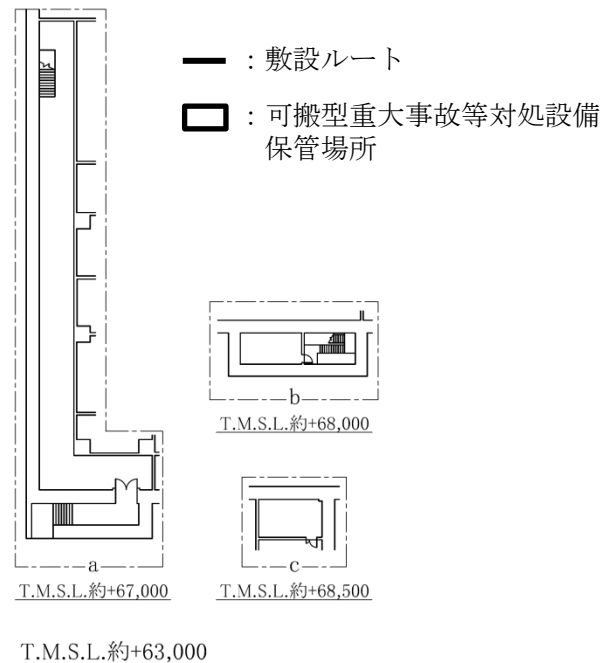 ：敷設ルート
：可搬型重大事故等対処設備
保管場所
b
T.M.S.L.約+68,000
a
T.M.S.L.約+67,000
c
T.M.S.L.約+68,500
T.M.S.L.約+63,000